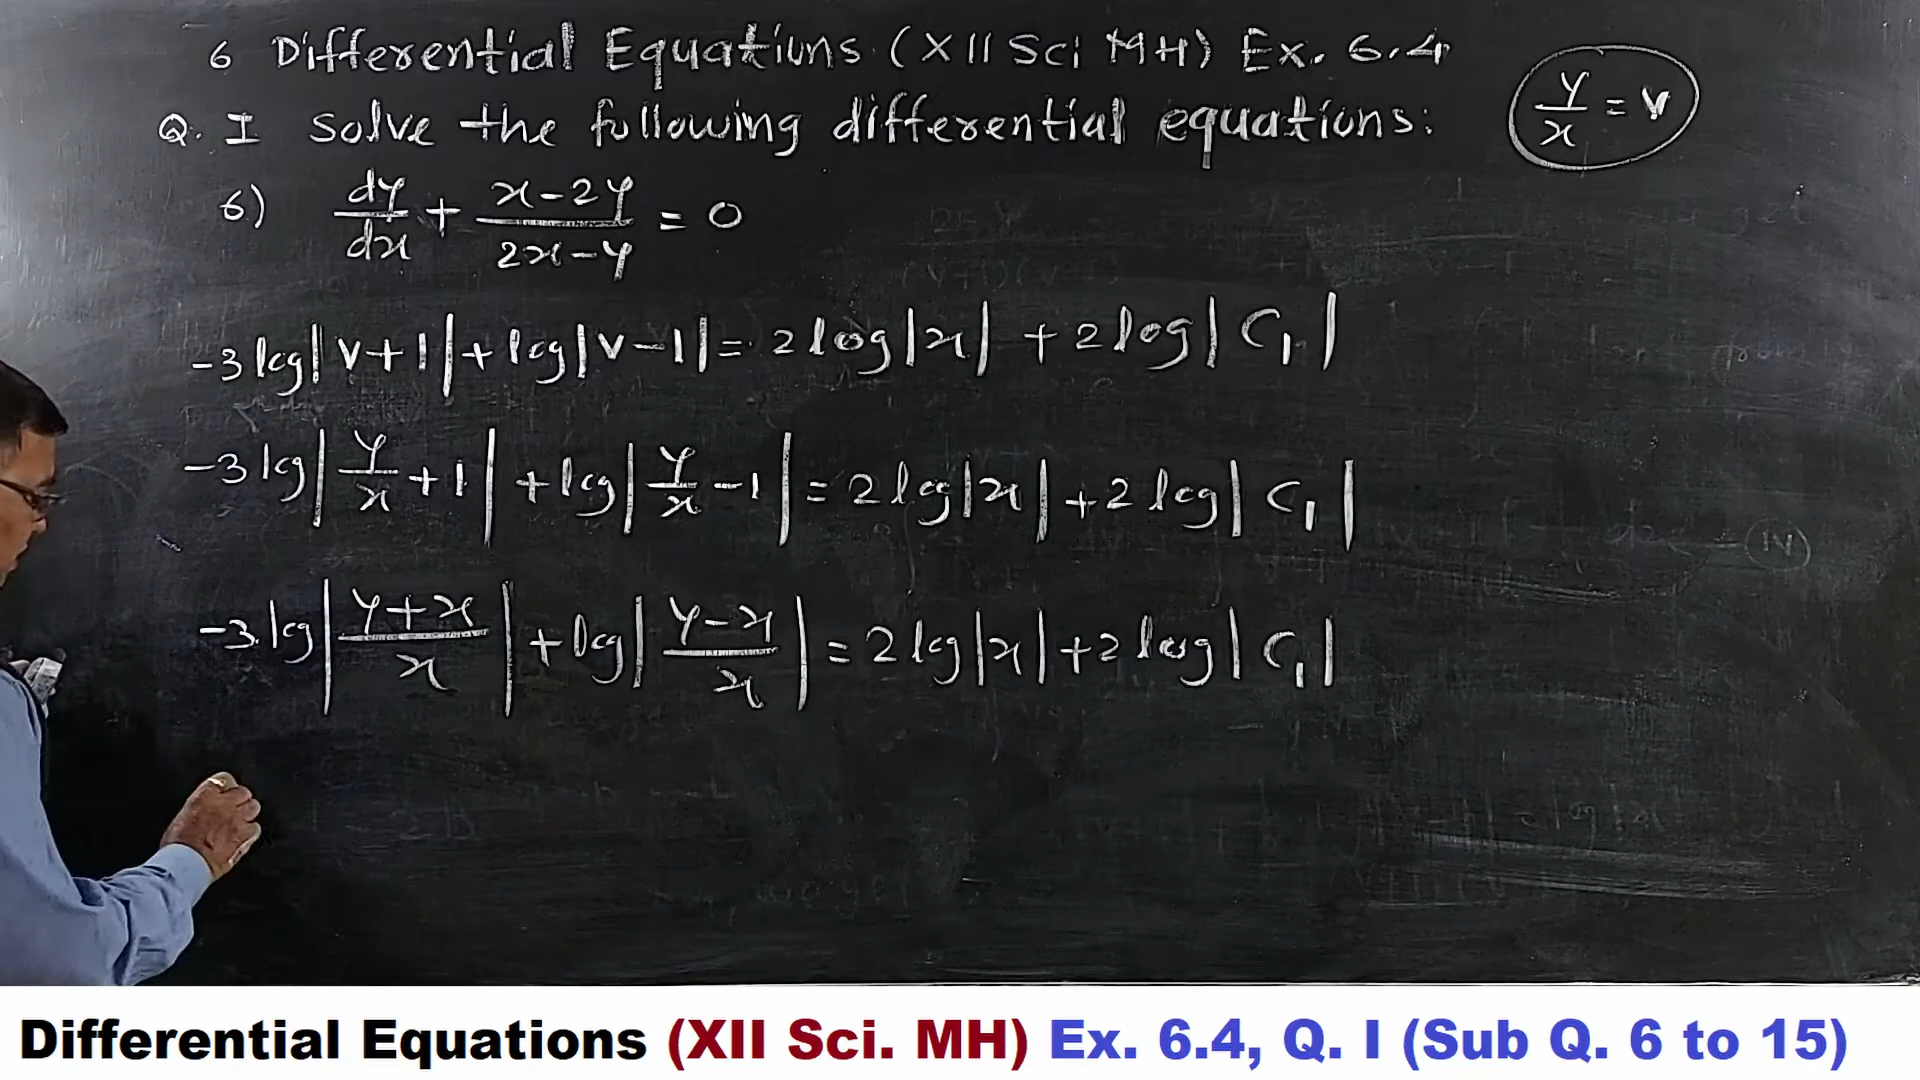 6 Differential Equations (XII Sci MH) Ex. 6.4
y/x = v
Q. I Solve the following differential equations:
6) dy/dx + (x-2y)/(2x-y) = 0
-3 log|v+1| + log|v-1| = 2 log|x| + 2 log|C₁|
-3 log|y/x + 1| + log|y/x - 1| = 2 log|x| + 2 log|C₁|
-3 log|(y+x)/x| + log|(y-x)/x| = 2 log|x| + 2 log|C₁|
Differential Equations (XII Sci. MH) Ex. 6.4, Q. I (Sub Q. 6 to 15)